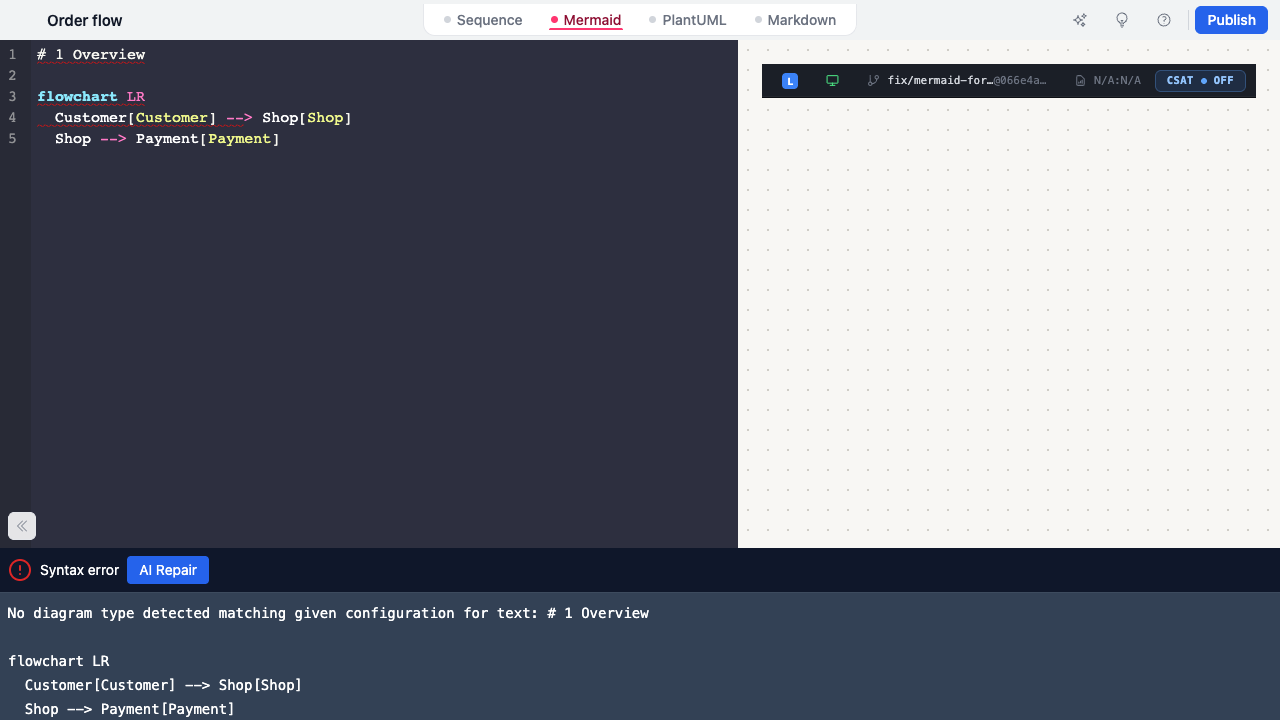 Order flow
Sequence
Mermaid
PlantUML
Markdown
Publish
1 # 1 Overview
2
3 flowchart LR
4 Customer[Customer] --> Shop[Shop]
5 Shop --> Payment[Payment]
L
fix/mermaid-for…@066e4a…
N/A:N/A
CSAT ● OFF
Syntax error
AI Repair
No diagram type detected matching given configuration for text: # 1 Overview
flowchart LR
Customer[Customer] --> Shop[Shop]
Shop --> Payment[Payment]